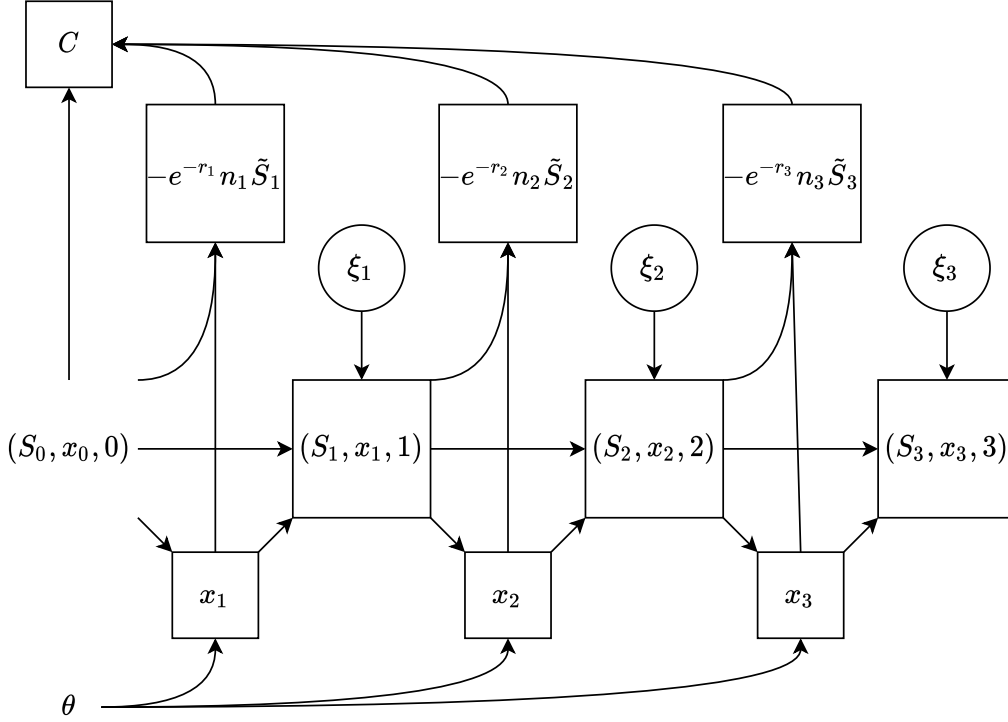 C
−e^{−r_1} n_1 S̃_1
−e^{−r_2} n_2 S̃_2
−e^{−r_3} n_3 S̃_3
ξ_1
ξ_2
ξ_3
(S_0, x_0, 0)
(S_1, x_1, 1)
(S_2, x_2, 2)
(S_3, x_3, 3)
x_1
x_2
x_3
θ